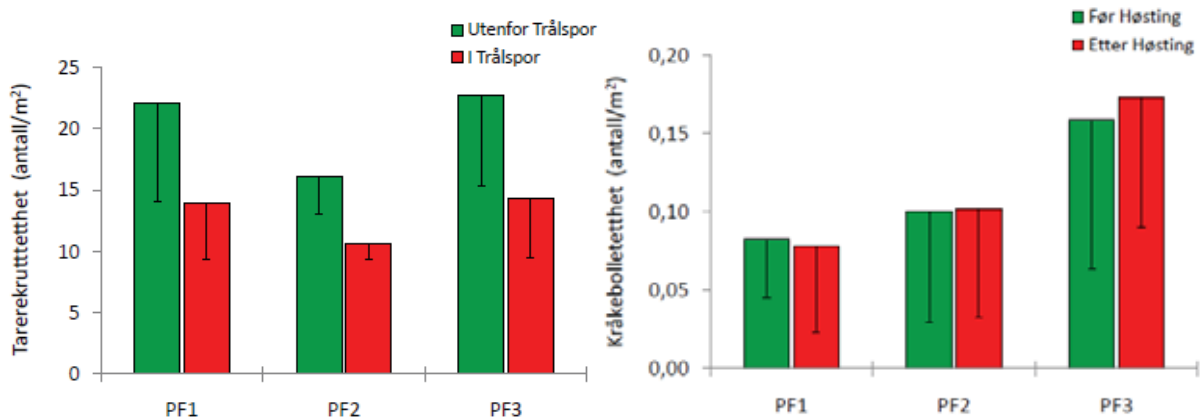 Utenfor Trålspor
I Trålspor
Tarerekrutttetthet (antall/m²)
25
20
15
10
5
0
PF1 PF2 PF3
Før Høsting
Etter Høsting
Kråkebolletetthet (antall/m²)
0,20
0,15
0,10
0,05
0,00
PF1 PF2 PF3